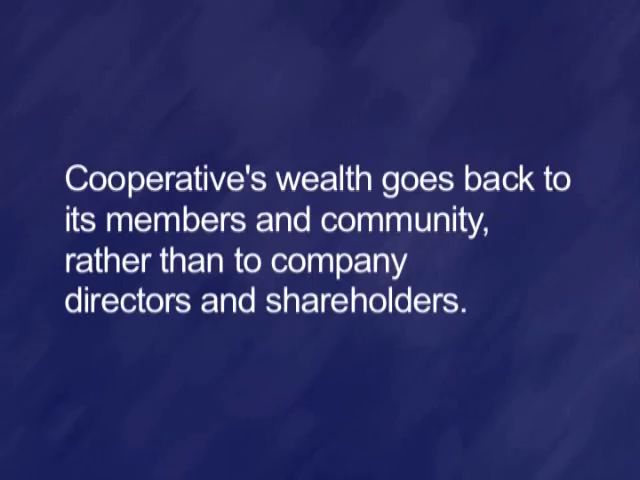 Cooperative's wealth goes back to
its members and community,
rather than to company
directors and shareholders.